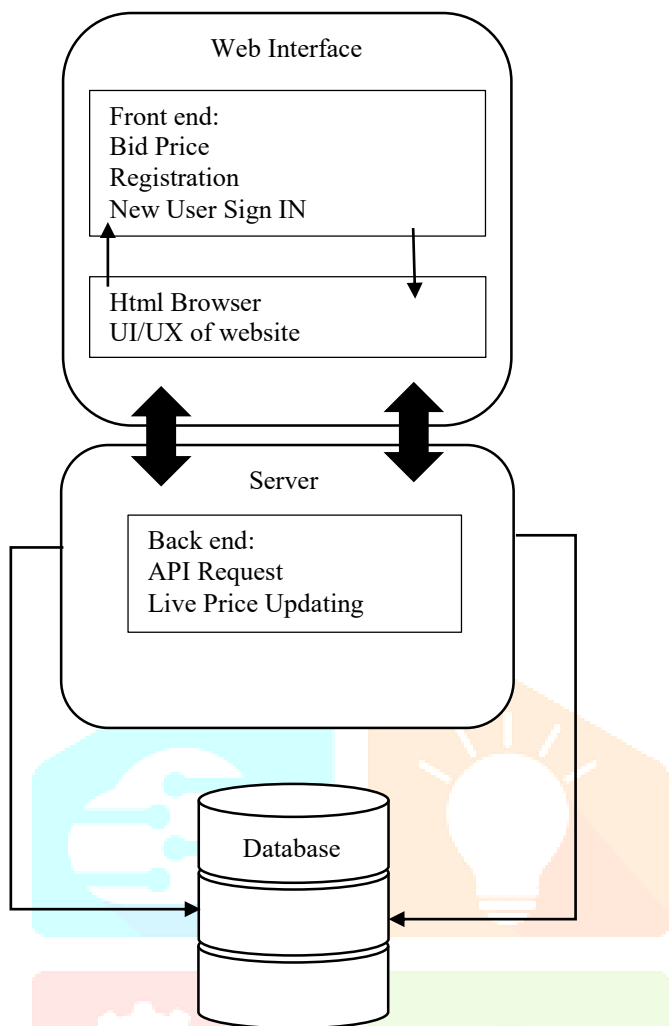 Web Interface
Front end:
Bid Price
Registration
New User Sign IN
Html Browser
UI/UX of website
Server
Back end:
API Request
Live Price Updating
Database